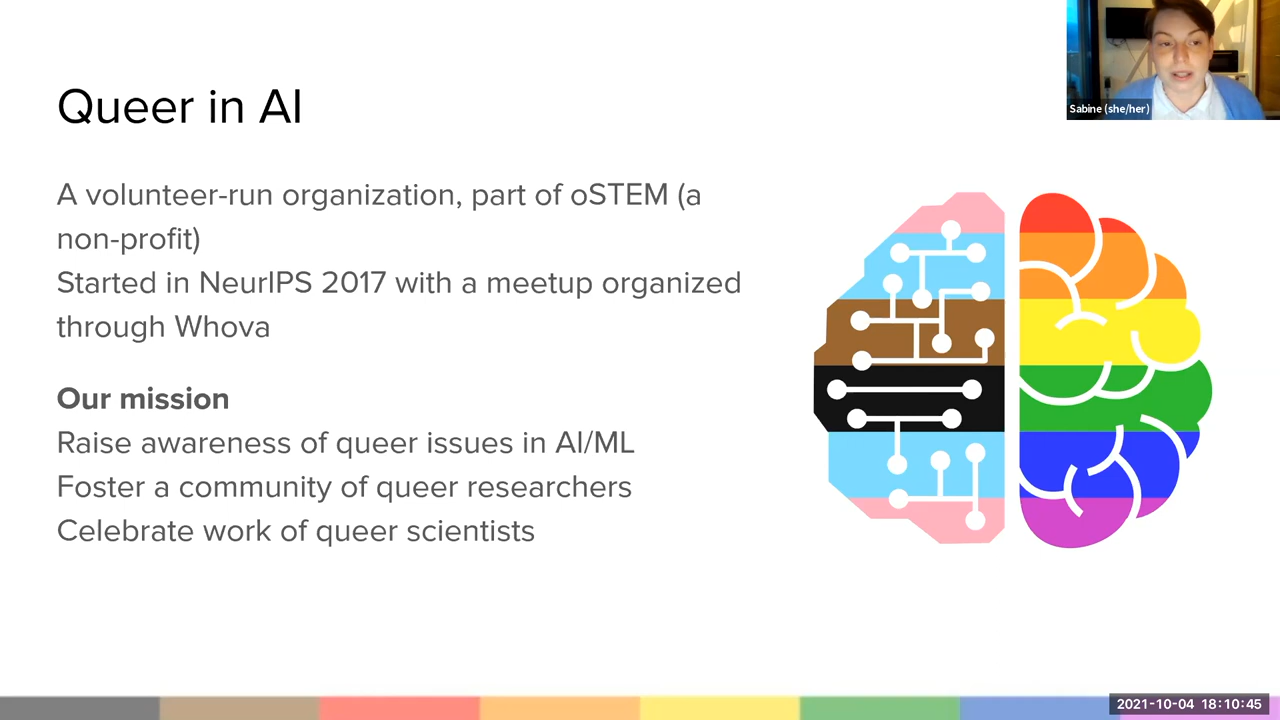 Queer in AI
A volunteer-run organization, part of oSTEM (a
non-profit)
Started in NeurIPS 2017 with a meetup organized
through Whova
Our mission
Raise awareness of queer issues in AI/ML
Foster a community of queer researchers
Celebrate work of queer scientists
Sabine (she/her)
2021-10-04 18:10:45